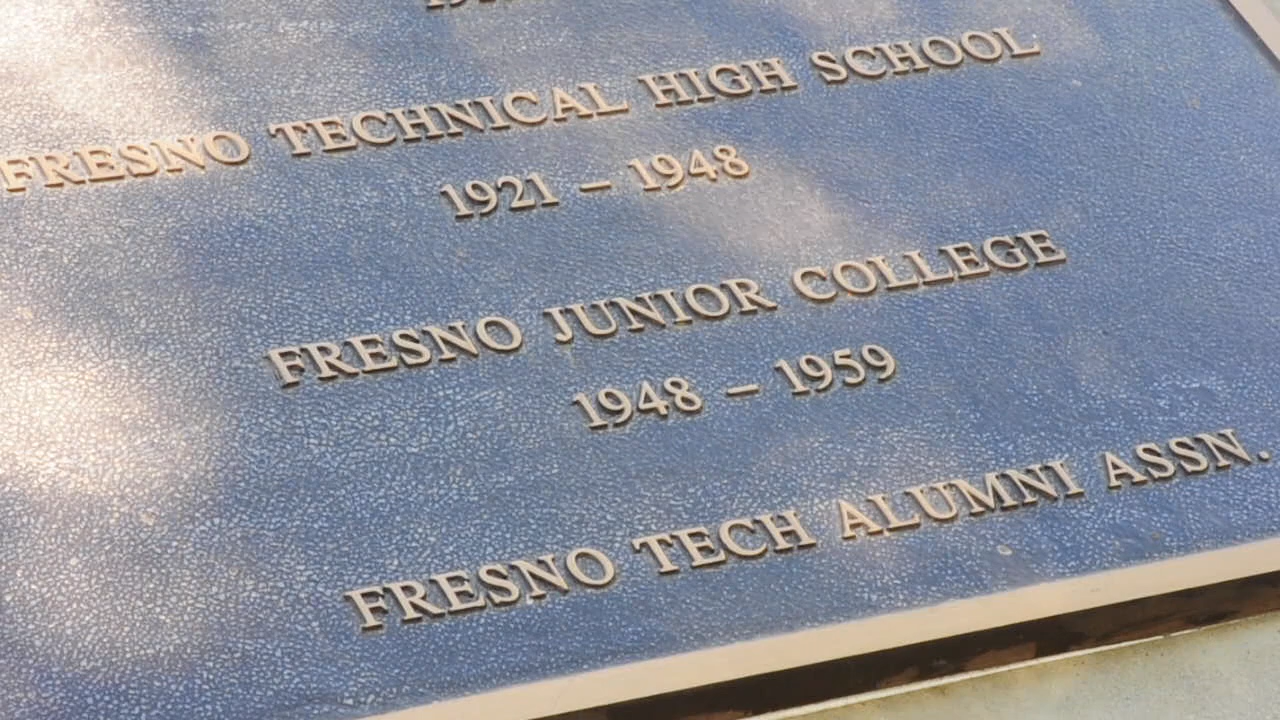 FRESNO TECHNICAL HIGH SCHOOL
1921 – 1948
FRESNO JUNIOR COLLEGE
1948 – 1959
FRESNO TECH ALUMNI ASSN.